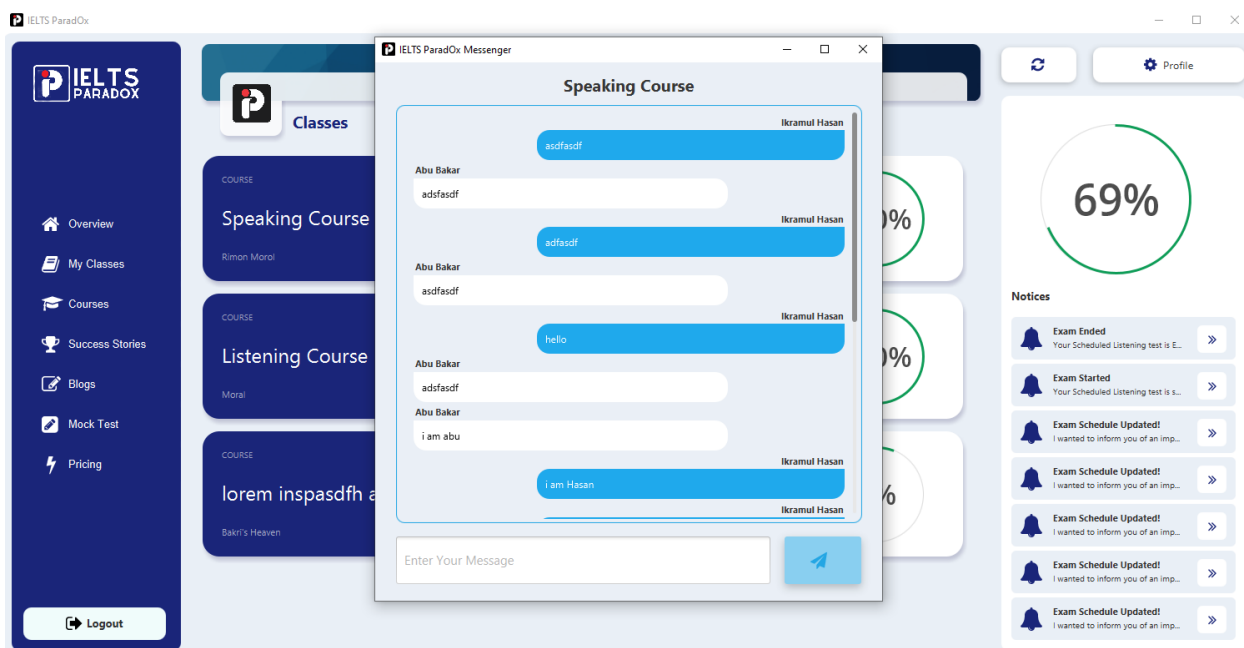 IELTS ParadOx
IELTS
PARADOX
Overview
My Classes
Courses
Success Stories
Blogs
Mock Test
Pricing
Logout
Classes
COURSE
Speaking Course
Rimon Morol
COURSE
Listening Course
Moral
COURSE
lorem inspasdfh
Bakri's Heaven
IELTS ParadOx Messenger
Speaking Course
Ikramul Hasan
asdfasdf
Abu Bakar
adsfasdf
Ikramul Hasan
adfasdf
Abu Bakar
asdfasdf
Ikramul Hasan
hello
Abu Bakar
adsfasdf
Abu Bakar
i am abu
Ikramul Hasan
i am Hasan
Ikramul Hasan
Enter Your Message
0%
0%
%
Profile
69%
Notices
Exam Ended
Your Scheduled Listening test is E...
Exam Started
Your Scheduled Listening test is s...
Exam Schedule Updated!
I wanted to inform you of an imp...
Exam Schedule Updated!
I wanted to inform you of an imp...
Exam Schedule Updated!
I wanted to inform you of an imp...
Exam Schedule Updated!
I wanted to inform you of an imp...
Exam Schedule Updated!
I wanted to inform you of an imp...